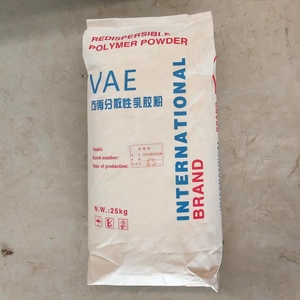 REDISPERSIBLE
POLYMER POWDER
VAE
可再分散性乳胶粉
Model:
Batch number:
Date of production:
N.W.:25kg
INTERNATIONAL
BRAND